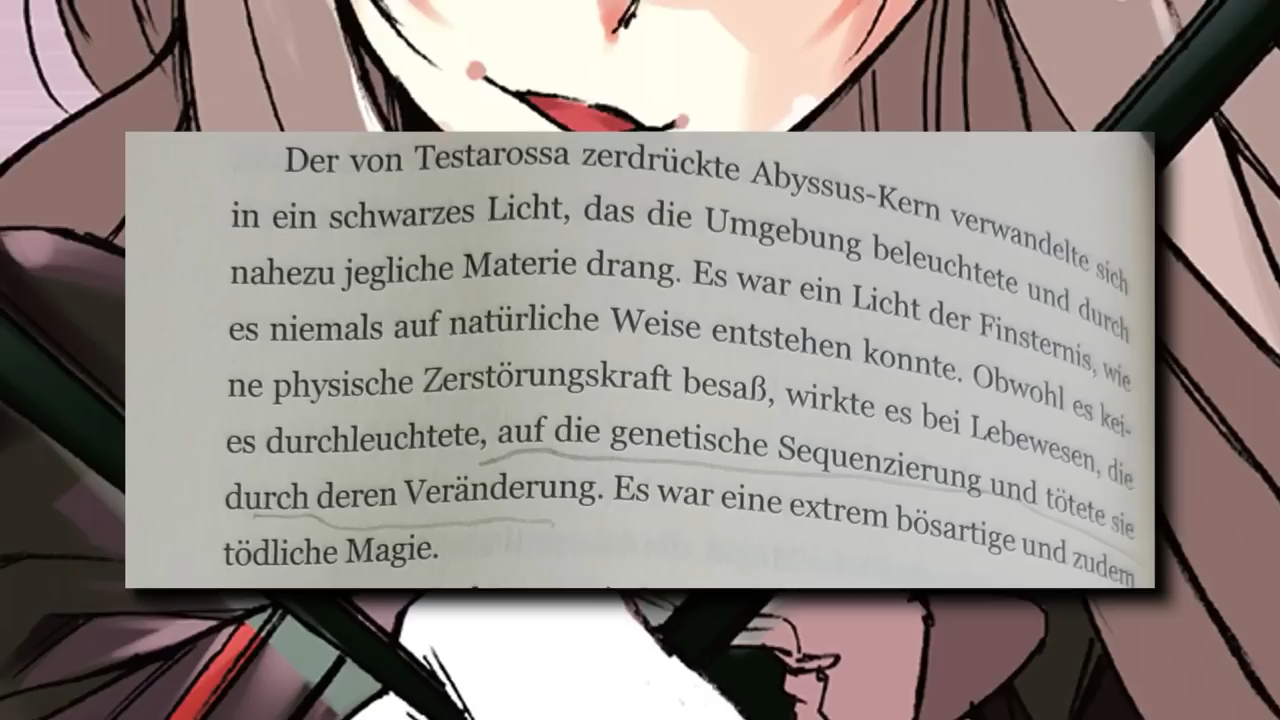 Der von Testarossa zerdrückte Abyssus-Kern verwandelte sich
in ein schwarzes Licht, das die Umgebung beleuchtete und durch
nahezu jegliche Materie drang. Es war ein Licht der Finsternis, wie
es niemals auf natürliche Weise entstehen konnte. Obwohl es kei-
ne physische Zerstörungskraft besaß, wirkte es bei Lebewesen, die
es durchleuchtete, auf die genetische Sequenzierung und tötete sie
durch deren Veränderung. Es war eine extrem bösartige und zudem
tödliche Magie.